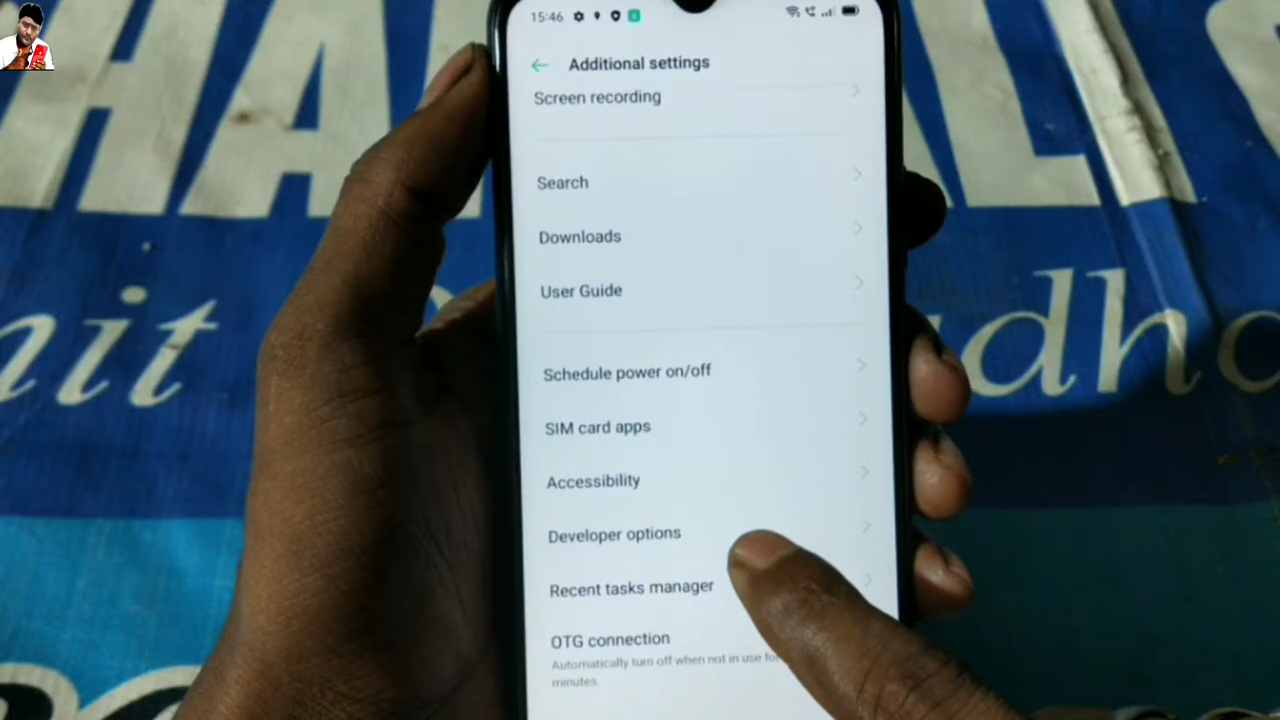 15:46
Additional settings
Screen recording
Search
Downloads
User Guide
Schedule power on/off
SIM card apps
Accessibility
Developer options
Recent tasks manager
OTG connection
Automatically turn off when not in use
minutes.